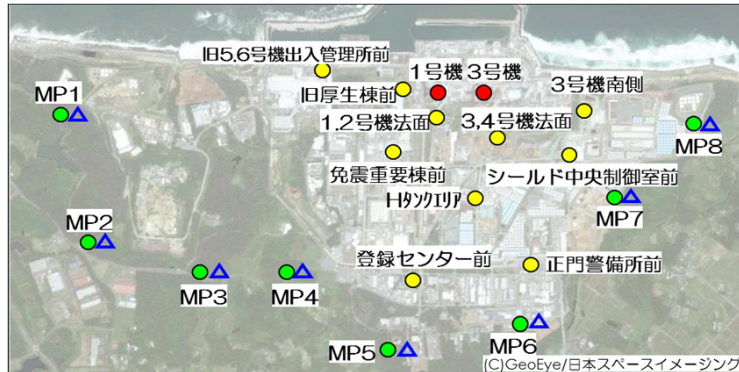 旧5.6号機出入管理所前
1号機 3号機
MP1
旧厚生棟前
3号機南側
1.2号機法面
3,4号機法面
MP8
免震重要棟前
シールド中央制御室前
Hタンクエリア
MP7
MP2
登録センター前
正門警備所前
MP3
MP4
MP5
MP6
(C)GeoEye/日本スペースイメージング